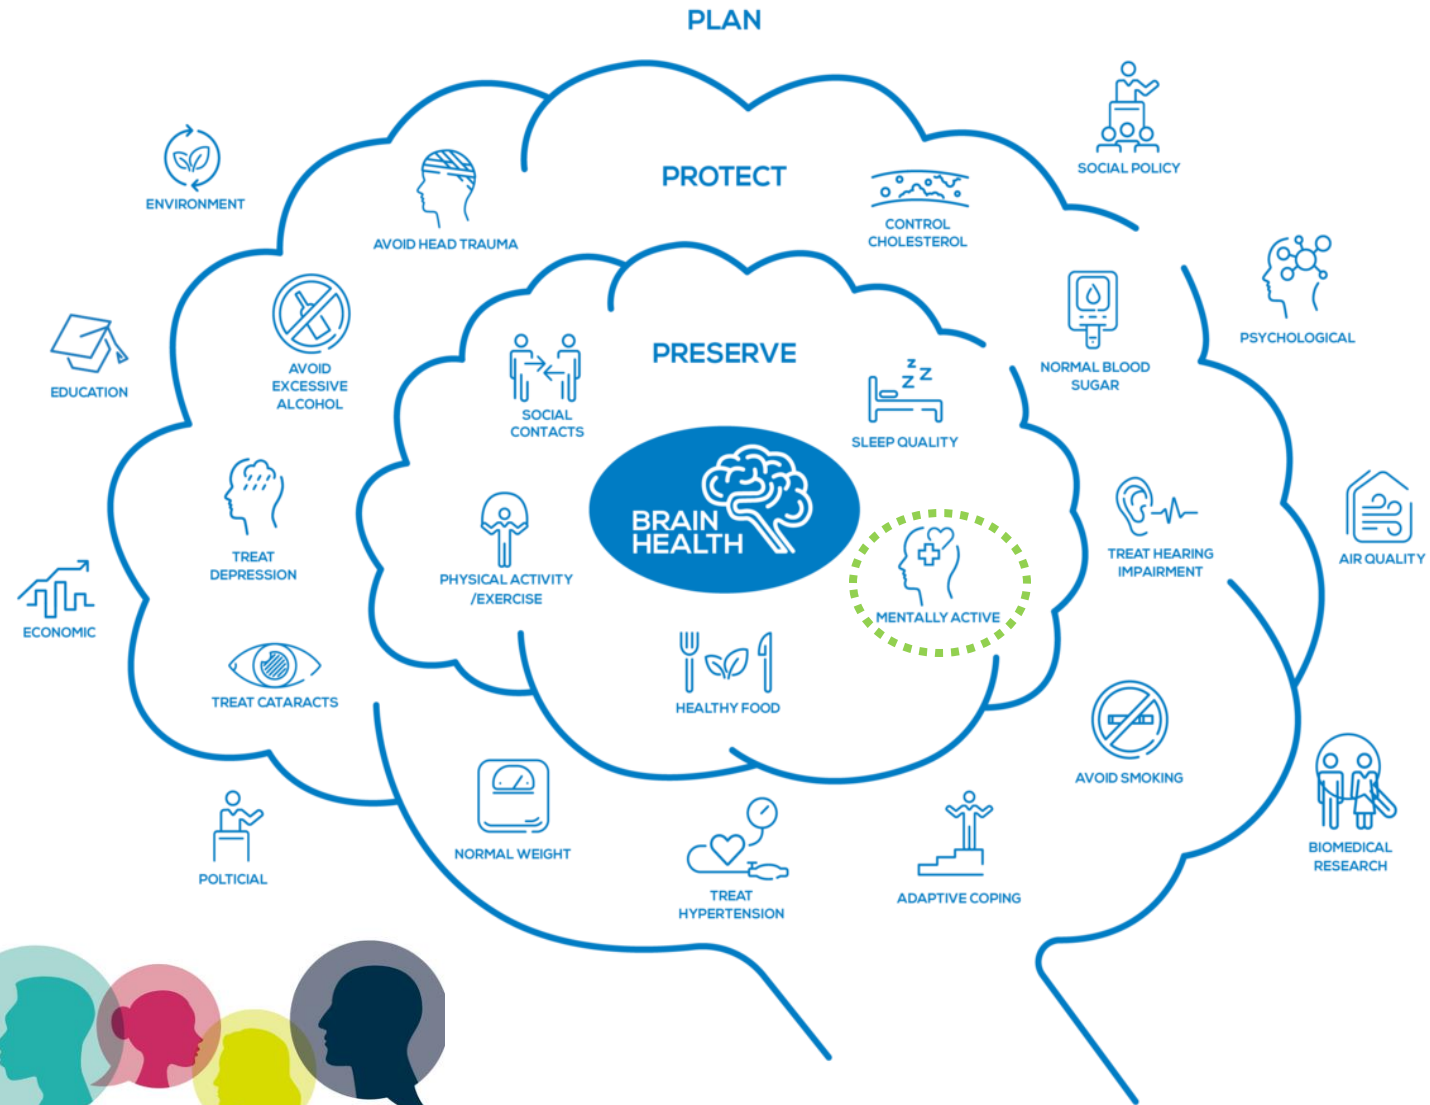 PLAN
SOCIAL POLICY
ENVIRONMENT
PROTECT
AVOID HEAD TRAUMA
CONTROL
CHOLESTEROL
PSYCHOLOGICAL
EDUCATION
AVOID
EXCESSIVE
ALCOHOL
PRESERVE
NORMAL BLOOD
SUGAR
SOCIAL
CONTACTS
z
z
z
SLEEP QUALITY
BRAIN
HEALTH
TREAT
DEPRESSION
PHYSICAL ACTIVITY
/EXERCISE
MENTALLY ACTIVE
TREAT HEARING
IMPAIRMENT
AIR QUALITY
ECONOMIC
TREAT CATARACTS
HEALTHY FOOD
AVOID SMOKING
POLTICIAL
NORMAL WEIGHT
TREAT
HYPERTENSION
ADAPTIVE COPING
BIOMEDICAL
RESEARCH